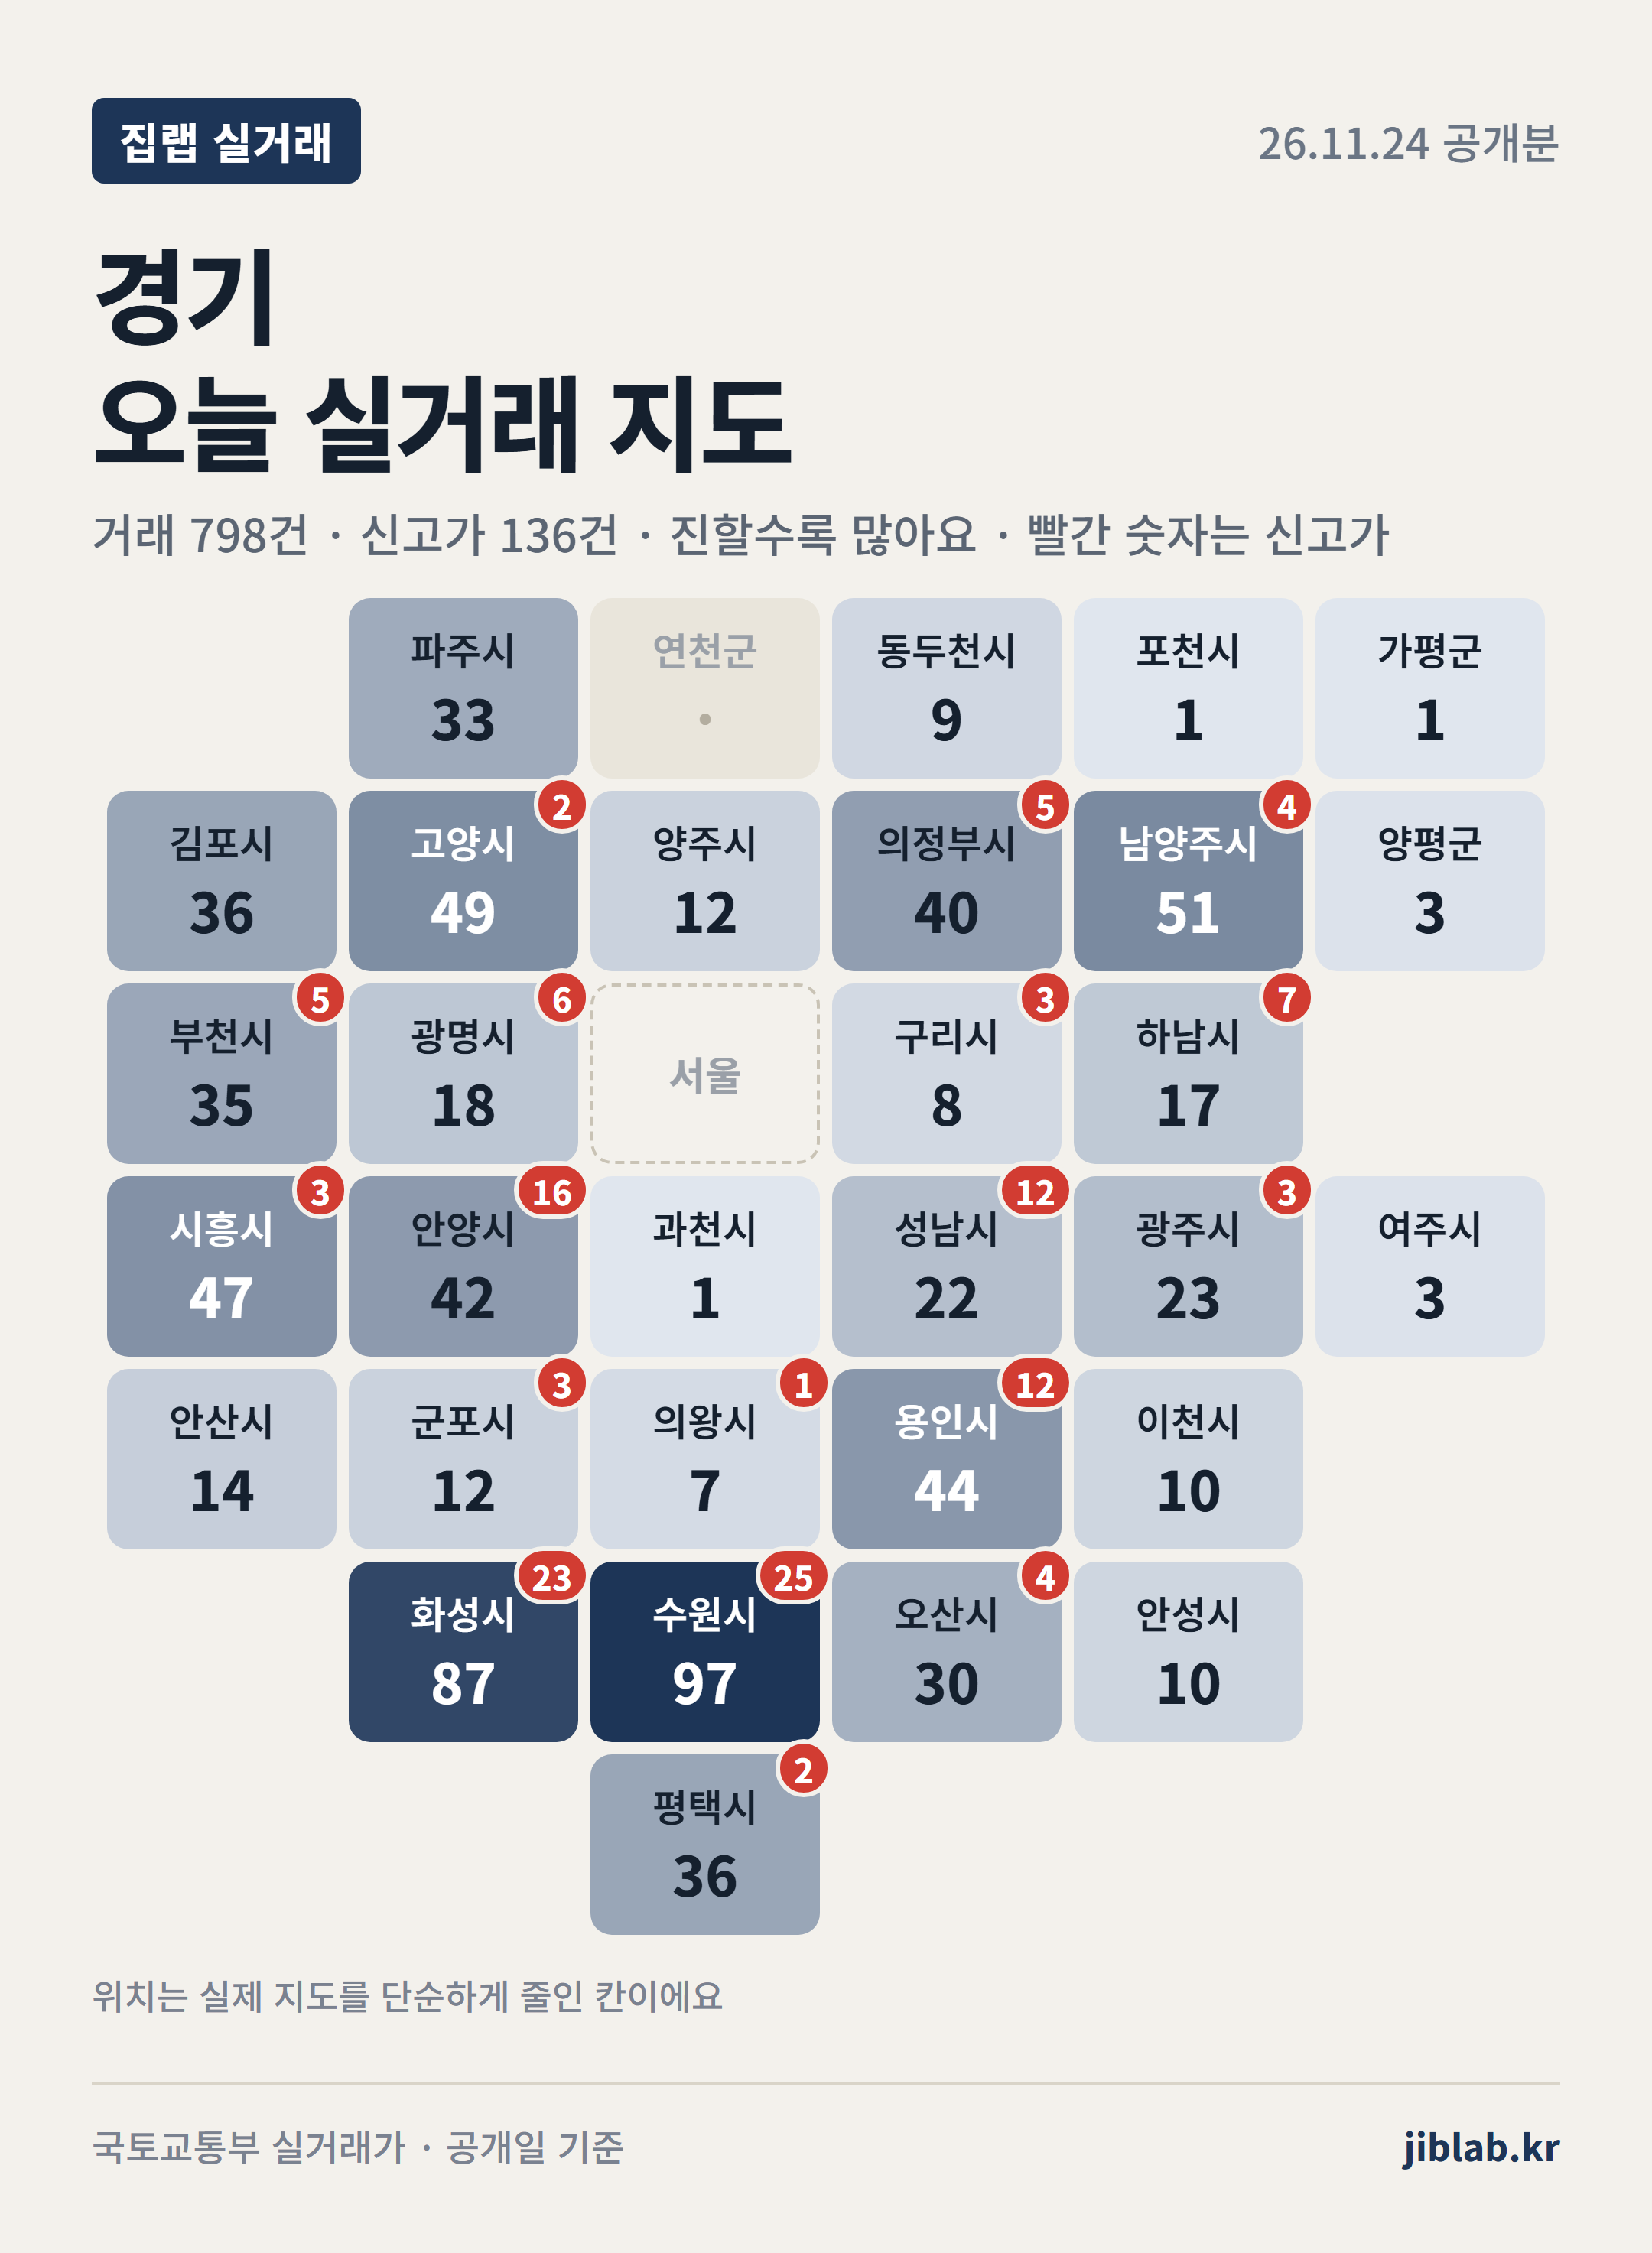 집랩 실거래
26.11.24 공개분
경기
오늘 실거래 지도
거래 798건 · 신고가 136건 · 진할수록 많아요 · 빨간 숫자는 신고가
파주시 연천군 동두천시 포천시 가평군
33 · 9 1 1
2 5 4
김포시 고양시 양주시 의정부시 남양주시 양평군
36 49 12 40 51 3
5 6 3 7
부천시 광명시 서울 구리시 하남시
35 18 8 17
3 16 12 3
시흥시 안양시 과천시 성남시 광주시 여주시
47 42 1 22 23 3
3 1 12
안산시 군포시 의왕시 용인시 이천시
14 12 7 44 10
23 25 4
화성시 수원시 오산시 안성시
87 97 30 10
2
평택시
36
위치는 실제 지도를 단순하게 줄인 칸이에요
국토교통부 실거래가 · 공개일 기준
jiblab.kr